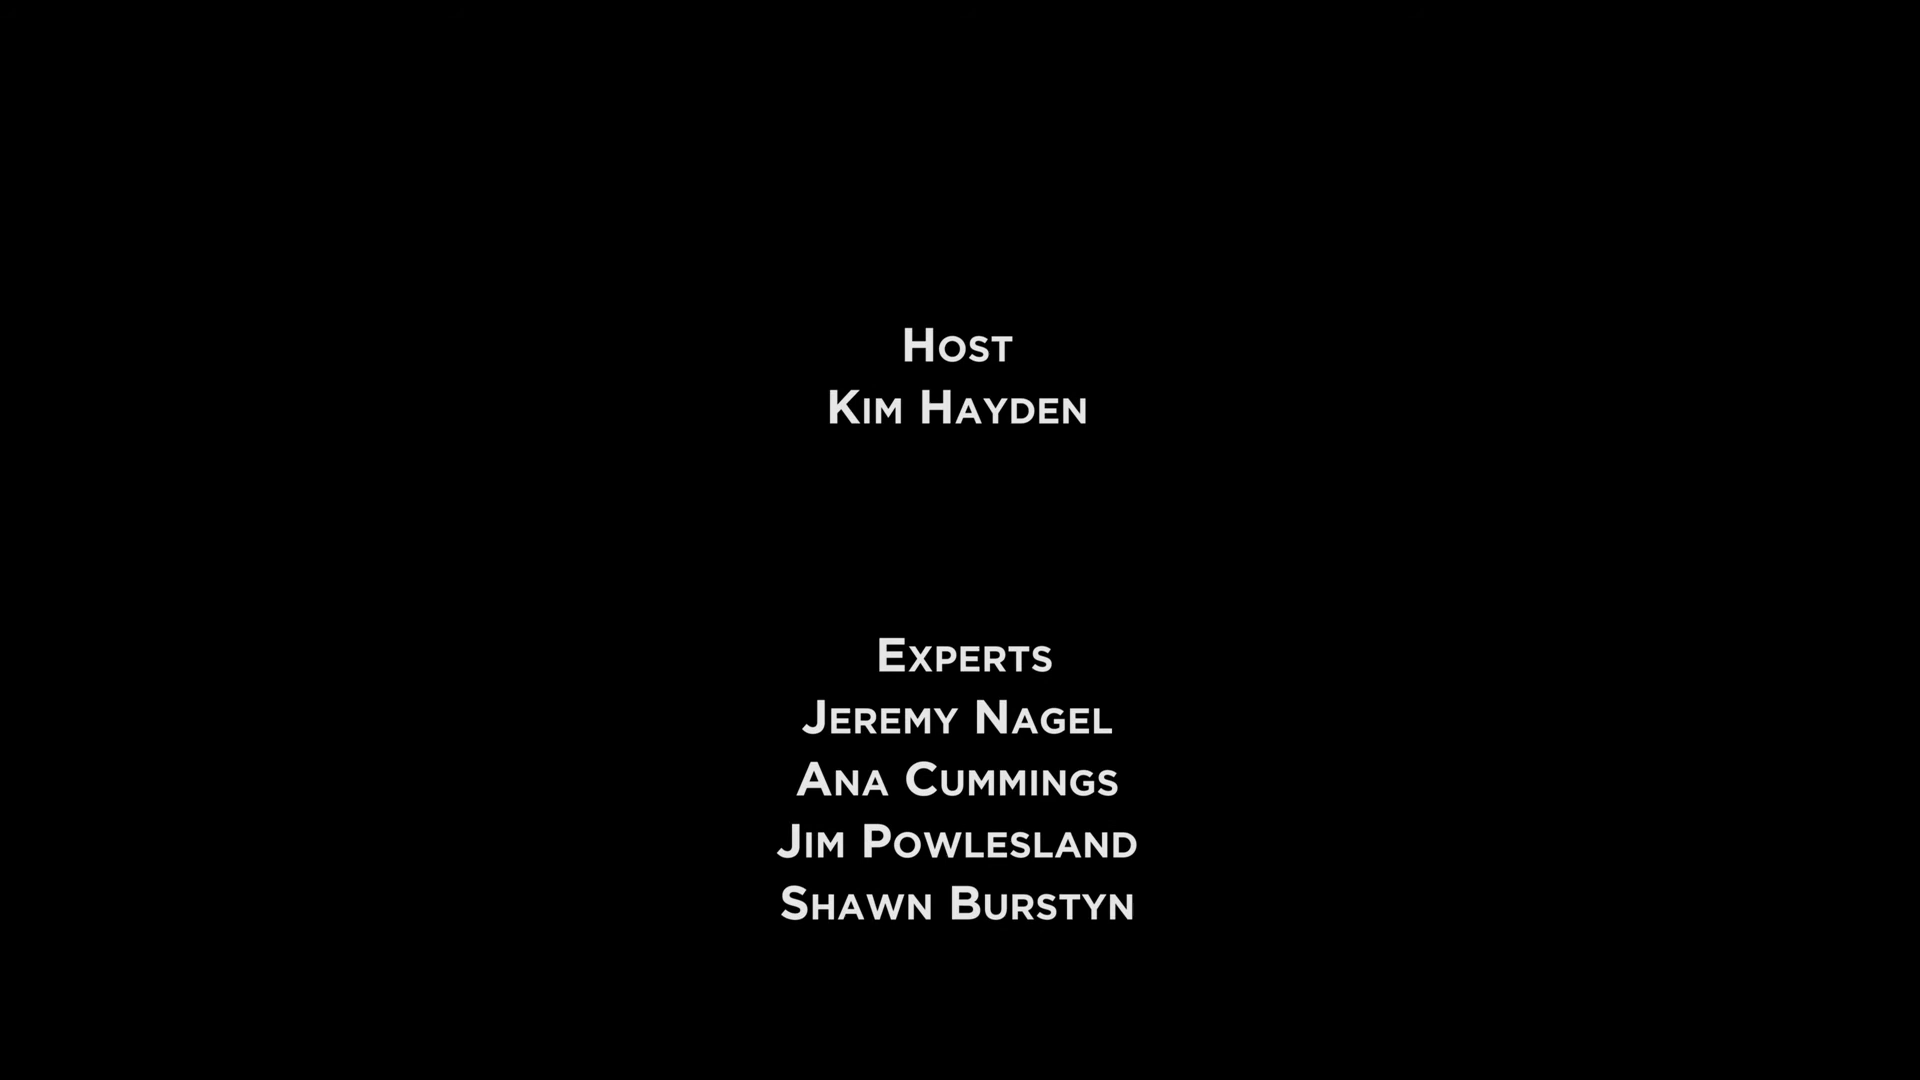 Host
Kim Hayden
Experts
Jeremy Nagel
Ana Cummings
Jim Powlesland
Shawn Burstyn